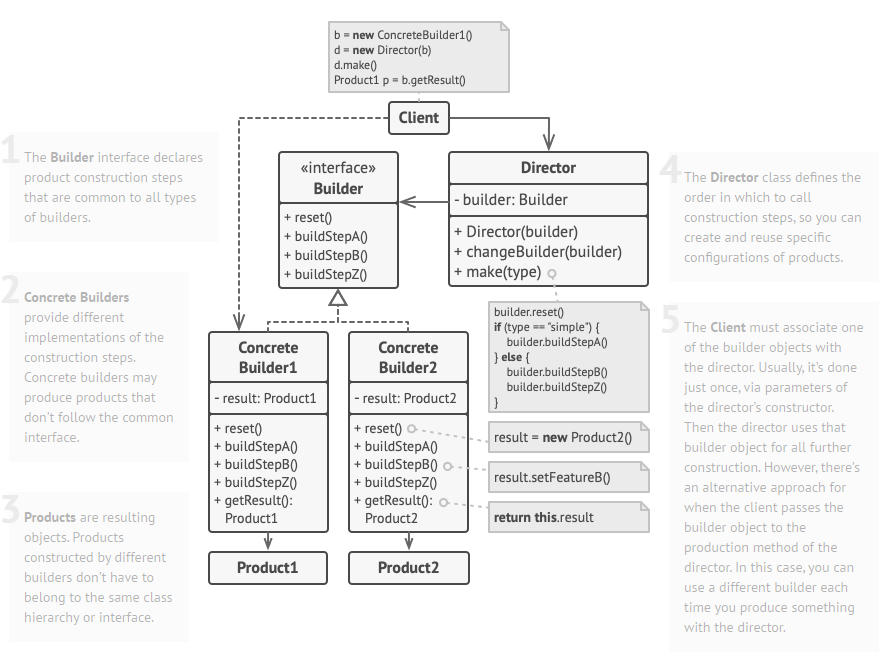 b = new ConcreteBuilder1()
d = new Director(b)
d.make()
Product1 p = b.getResult()
Client
1
The Builder interface declares
product construction steps
that are common to all types
of builders.
«interface»
Builder
+ reset()
+ buildStepA()
+ buildStepB()
+ buildStepZ()
Director
- builder: Builder
+ Director(builder)
+ changeBuilder(builder)
+ make(type)
4
The Director class defines the
order in which to call
construction steps, so you can
create and reuse specific
configurations of products.
2
Concrete Builders
provide different
implementations of the
construction steps.
Concrete builders may
produce products that
don't follow the common
interface.
builder.reset()
if (type == "simple") {
builder.buildStepA()
} else {
builder.buildStepB()
builder.buildStepZ()
}
Concrete
Builder1
- result: Product1
+ reset()
+ buildStepA()
+ buildStepB()
+ buildStepZ()
+ getResult():
Product1
Concrete
Builder2
- result: Product2
+ reset()
+ buildStepA()
+ buildStepB()
+ buildStepZ()
+ getResult():
Product2
result = new Product2()
result.setFeatureB()
return this.result
5
The Client must associate one
of the builder objects with
the director. Usually, it's done
just once, via parameters of
the director's constructor.
Then the director uses that
builder object for all further
construction. However, there's
an alternative approach for
when the client passes the
builder object to the
production method of the
director. In this case, you can
use a different builder each
time you produce something
with the director.
3
Products are resulting
objects. Products
constructed by different
builders don't have to
belong to the same class
hierarchy or interface.
Product1
Product2